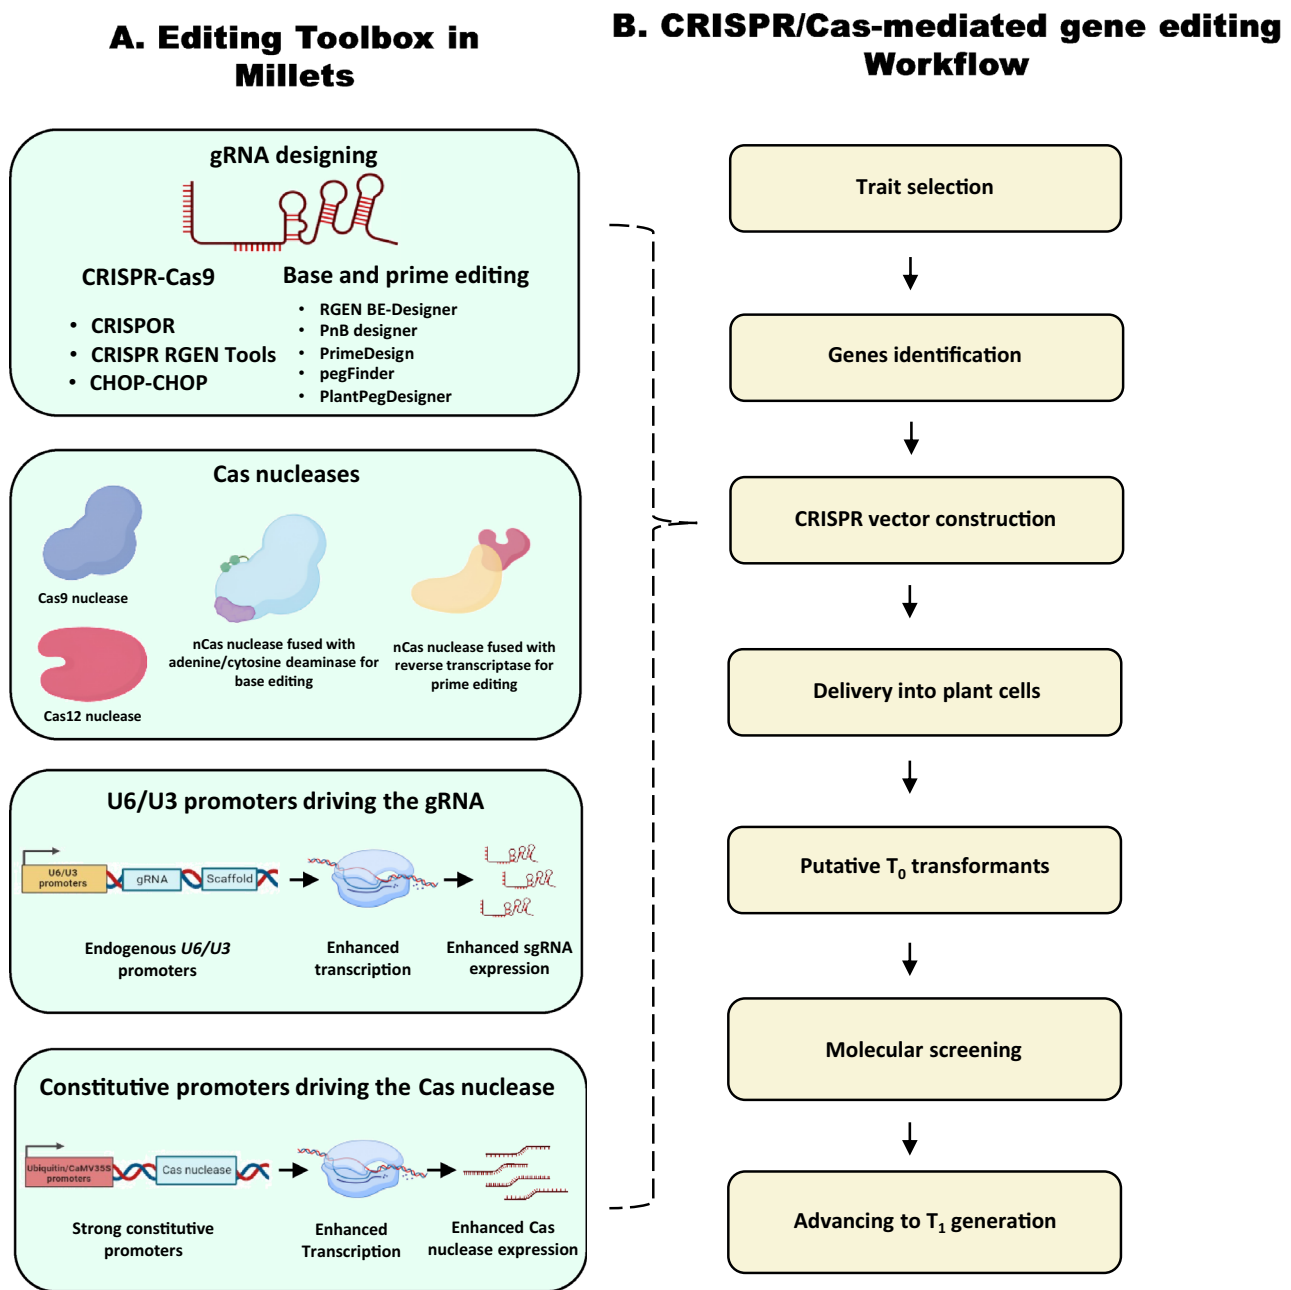 A. Editing Toolbox in
Millets
gRNA designing
CRISPR-Cas9
• CRISPOR
• CRISPR RGEN Tools
• CHOP-CHOP
Base and prime editing
• RGEN BE-Designer
• PnB designer
• PrimeDesign
• pegFinder
• PlantPegDesigner
Cas nucleases
Cas9 nuclease
Cas12 nuclease
nCas nuclease fused with
adenine/cytosine deaminase for
base editing
nCas nuclease fused with
reverse transcriptase for
prime editing
U6/U3 promoters driving the gRNA
U6/U3
promoters
gRNA
Scaffold
Endogenous U6/U3
promoters
Enhanced
transcription
Enhanced sgRNA
expression
Constitutive promoters driving the Cas nuclease
Ubiquitin/CaMV35S
promoters
Cas nuclease
Strong constitutive
promoters
Enhanced
Transcription
Enhanced Cas
nuclease expression
B. CRISPR/Cas-mediated gene editing
Workflow
Trait selection
Genes identification
CRISPR vector construction
Delivery into plant cells
Putative T₀ transformants
Molecular screening
Advancing to T₁ generation